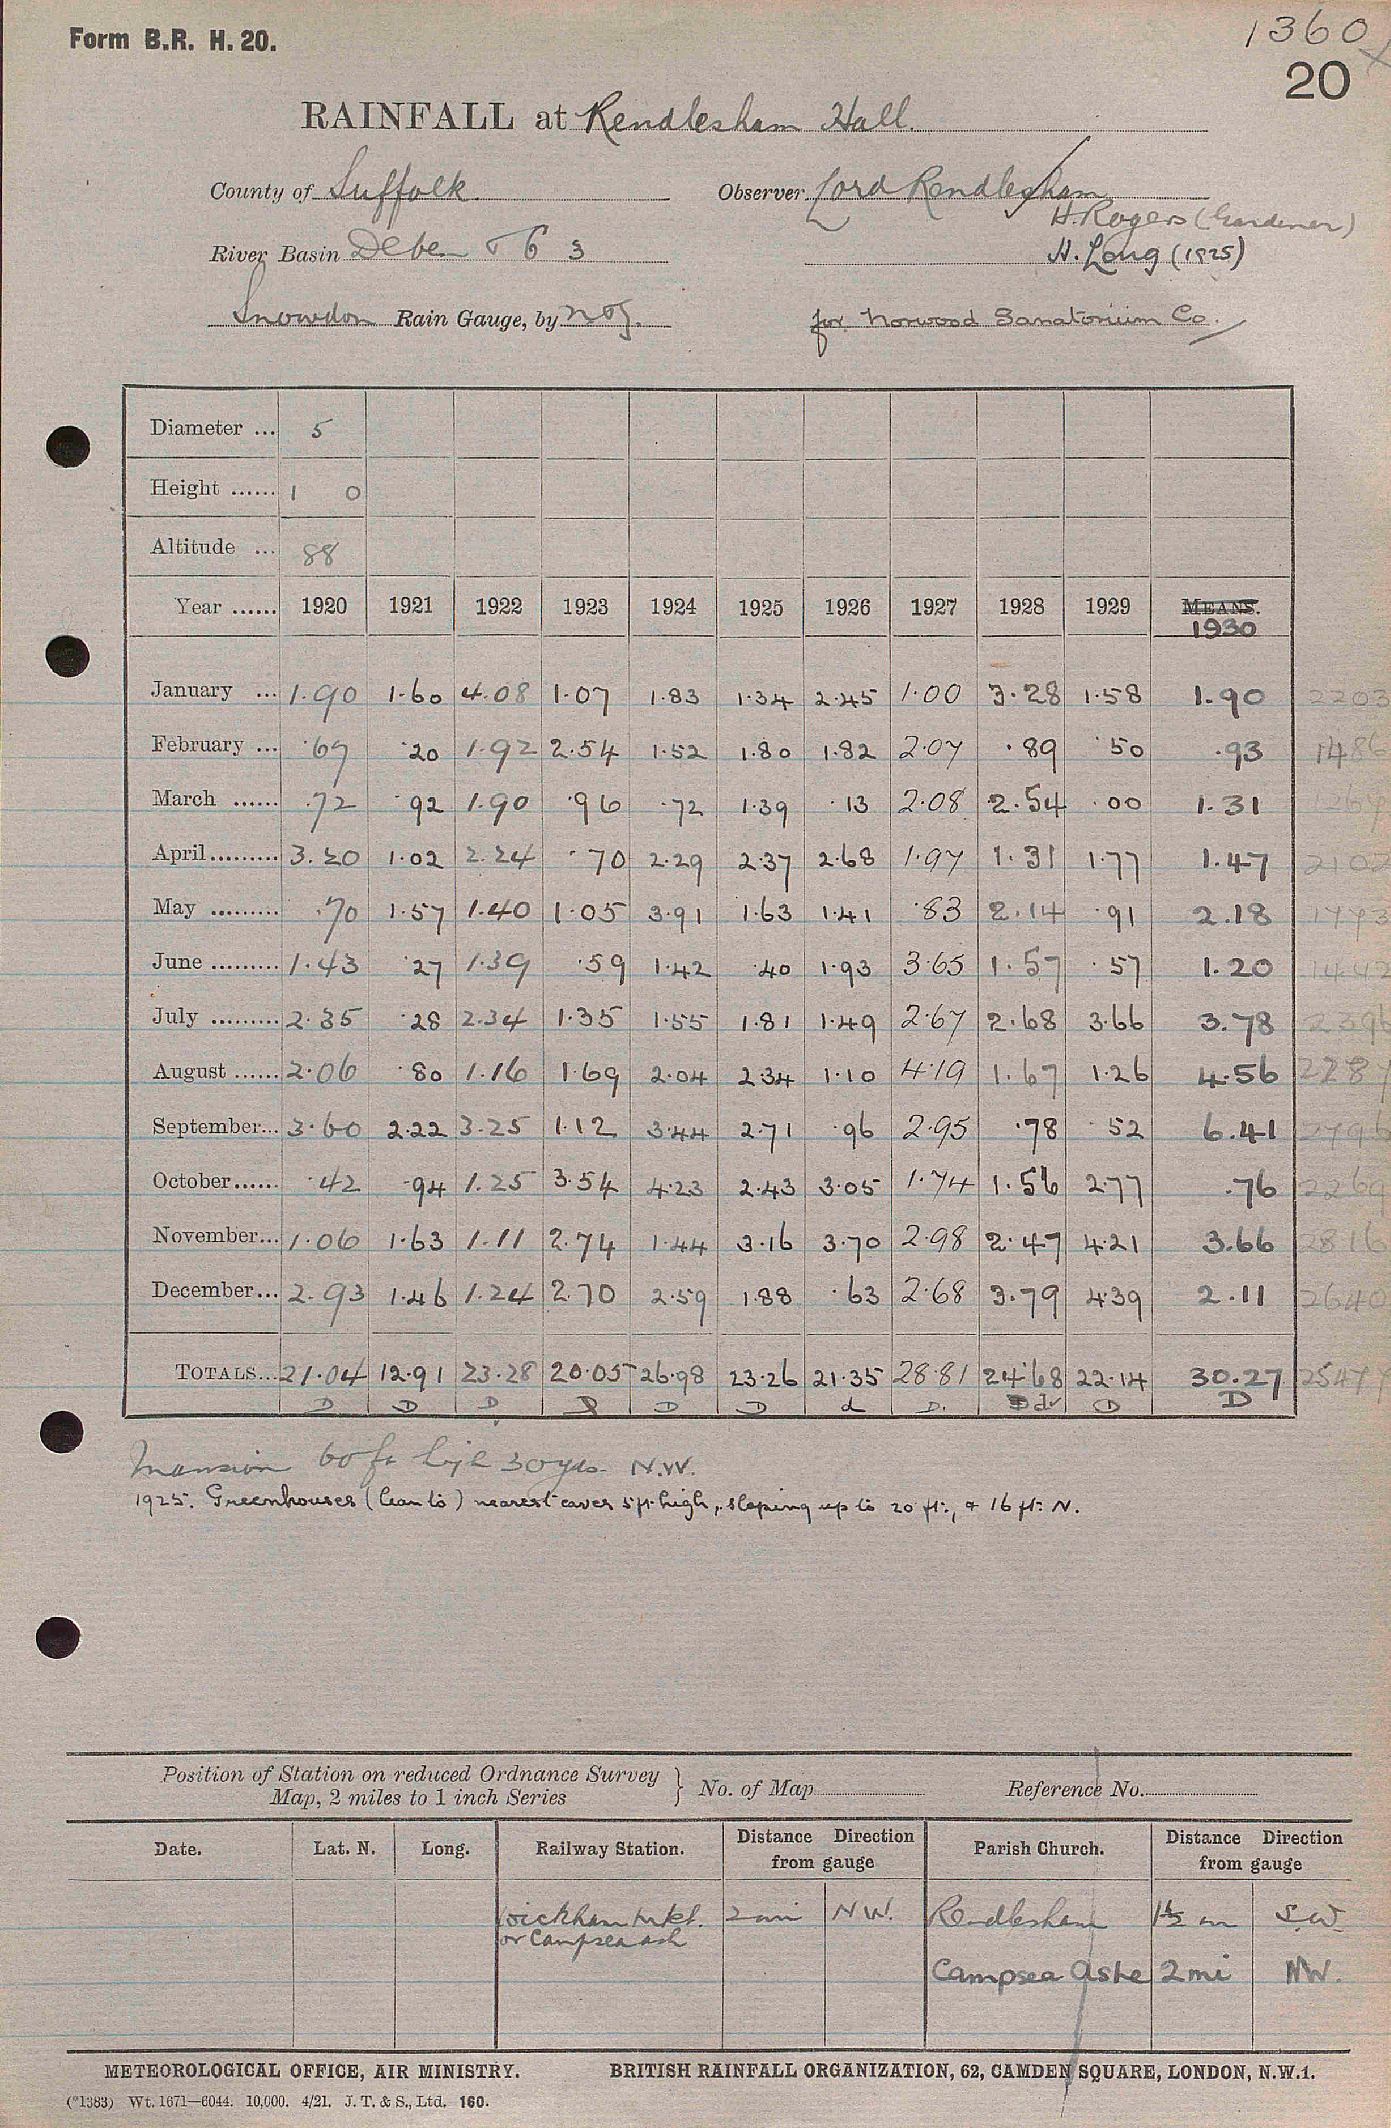 Form B.R. H. 20.
1360
20
RAINFALL at Rendlesham Hall
County of Suffolk
Observer Lord Rendlesham
H. Rogers (Gardener)
River Basin Deben 6 3
H. Long (1925)
Snowdon Rain Gauge, by
for Norwood Sanatorium Co.
Diameter ... 5
Height ...... 1 0
Altitude ... 88
Year ...... 1920 1921 1922 1923 1924 1925 1926 1927 1928 1929 MEANS.
1930
January ... 1.90 1.60 4.08 1.07 1.83 1.34 2.45 1.00 3.28 1.58 1.90 2203
February ... .67 .20 1.92 2.54 1.52 1.80 1.82 2.07 .89 .50 .93 1486
March ...... .72 .92 1.90 .96 .72 1.39 .13 2.08 2.54 .00 1.31 1267
April ......... 3.20 1.02 2.24 .70 2.29 2.37 2.68 1.97 1.31 1.77 1.47 2102
May ......... .70 1.57 1.40 1.05 3.91 1.63 1.41 .83 2.14 .91 2.18 1773
June ......... 1.43 .27 1.39 .59 1.42 .40 1.93 3.65 1.57 .57 1.20 1442
July ......... 2.35 .28 2.34 1.35 1.55 1.81 1.49 2.67 2.68 3.66 3.78 2396
August ...... 2.06 .80 1.16 1.69 2.04 2.34 1.10 4.19 1.67 1.26 4.56 2287
September... 3.60 2.22 3.25 1.12 3.44 2.71 .96 2.95 .78 .52 6.41 2796
October...... .42 .94 1.25 3.54 4.23 2.43 3.05 1.74 1.56 2.77 .76 2269
November... 1.06 1.63 1.11 2.74 1.44 3.16 3.70 2.98 2.47 4.21 3.66 2816
December... 2.93 1.46 1.24 2.70 2.59 1.88 .63 2.68 3.79 4.39 2.11 2640
TOTALS... 21.04 12.91 23.28 20.05 26.98 23.26 21.35 28.81 24.68 22.14 30.27 25477
D D D D D D d D. dr D D
Mansion 60 ft high 30 yds N.W.
1925. Greenhouses (lean to) nearest eaves 5 ft. high, sloping up to 20 ft., & 16 ft. N.
Position of Station on reduced Ordnance Survey
Map, 2 miles to 1 inch Series
No. of Map
Reference No.
Date. Lat. N. Long. Railway Station. Distance Direction from gauge Parish Church. Distance Direction from gauge
Wickham Mkt. 2 mi N W. Rendlesham 1½ m S.W.
or Campsea ash
Campsea Ashe 2 mi NW.
METEOROLOGICAL OFFICE, AIR MINISTRY. BRITISH RAINFALL ORGANIZATION, 62, CAMDEN SQUARE, LONDON, N.W.1.
(*1383) Wt. 1671—6044. 10,000. 4/21. J. T. & S., Ltd. 160.